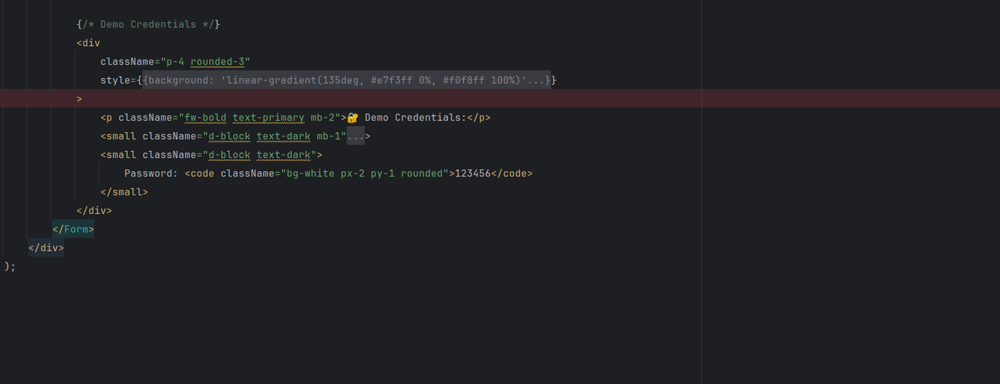 {/* Demo Credentials */}
<div
className="p-4 rounded-3"
style={{background: 'linear-gradient(135deg, #e7f3ff 0%, #f0f8ff 100%)'...}}
>
<p className="fw-bold text-primary mb-2">🔐 Demo Credentials:</p>
<small className="d-block text-dark mb-1"...>
<small className="d-block text-dark">
Password: <code className="bg-white px-2 py-1 rounded">123456</code>
</small>
</div>
</Form>
</div>
);